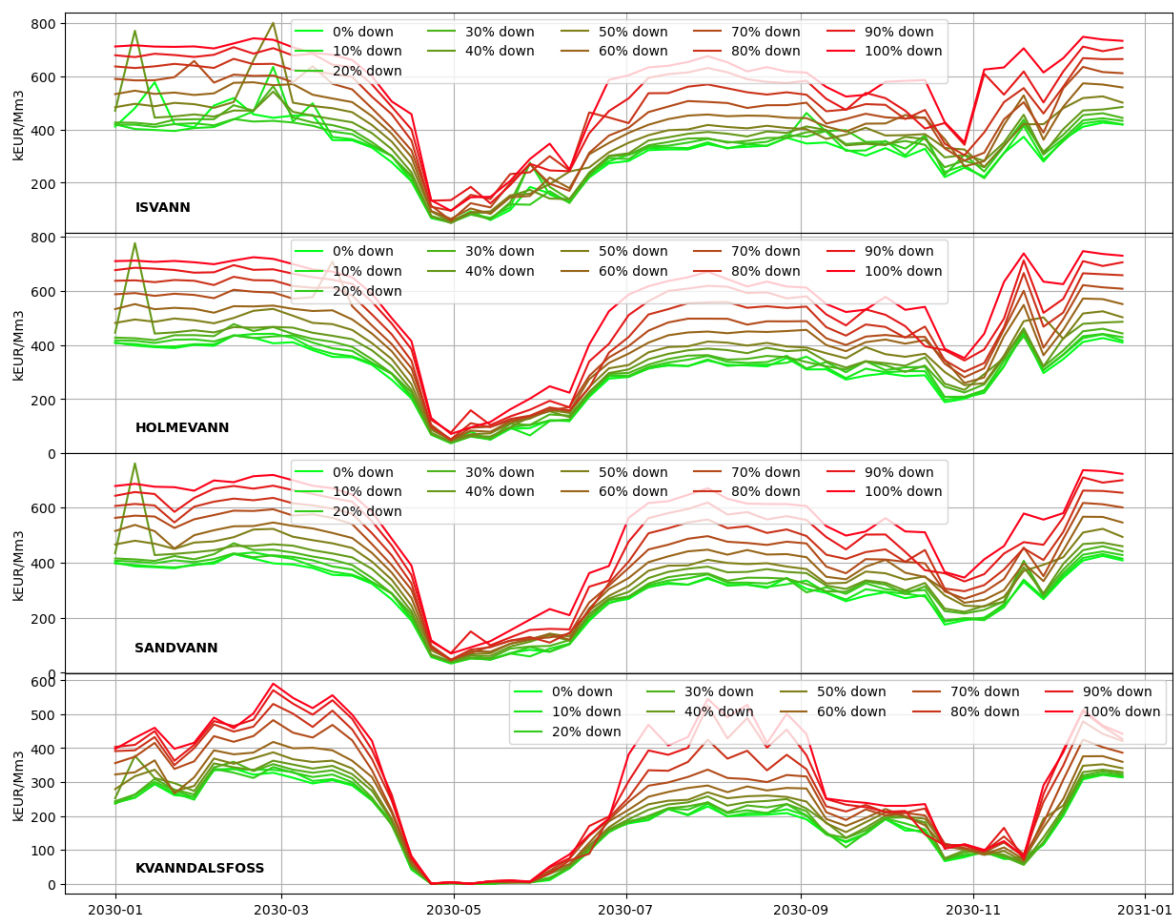 800
600
400
200
kEUR/Mm3
0% down 30% down 50% down 70% down 90% down
10% down 40% down 60% down 80% down 100% down
20% down
ISVANN
800
600
400
200
0
kEUR/Mm3
0% down 30% down 50% down 70% down 90% down
10% down 40% down 60% down 80% down 100% down
20% down
HOLMEVANN
600
400
200
0
kEUR/Mm3
0% down 30% down 50% down 70% down 90% down
10% down 40% down 60% down 80% down 100% down
20% down
SANDVANN
600
500
400
300
200
100
0
kEUR/Mm3
0% down 30% down 50% down 70% down 90% down
10% down 40% down 60% down 80% down 100% down
20% down
KVANNDALSFOSS
2030-01 2030-03 2030-05 2030-07 2030-09 2030-11 2031-01